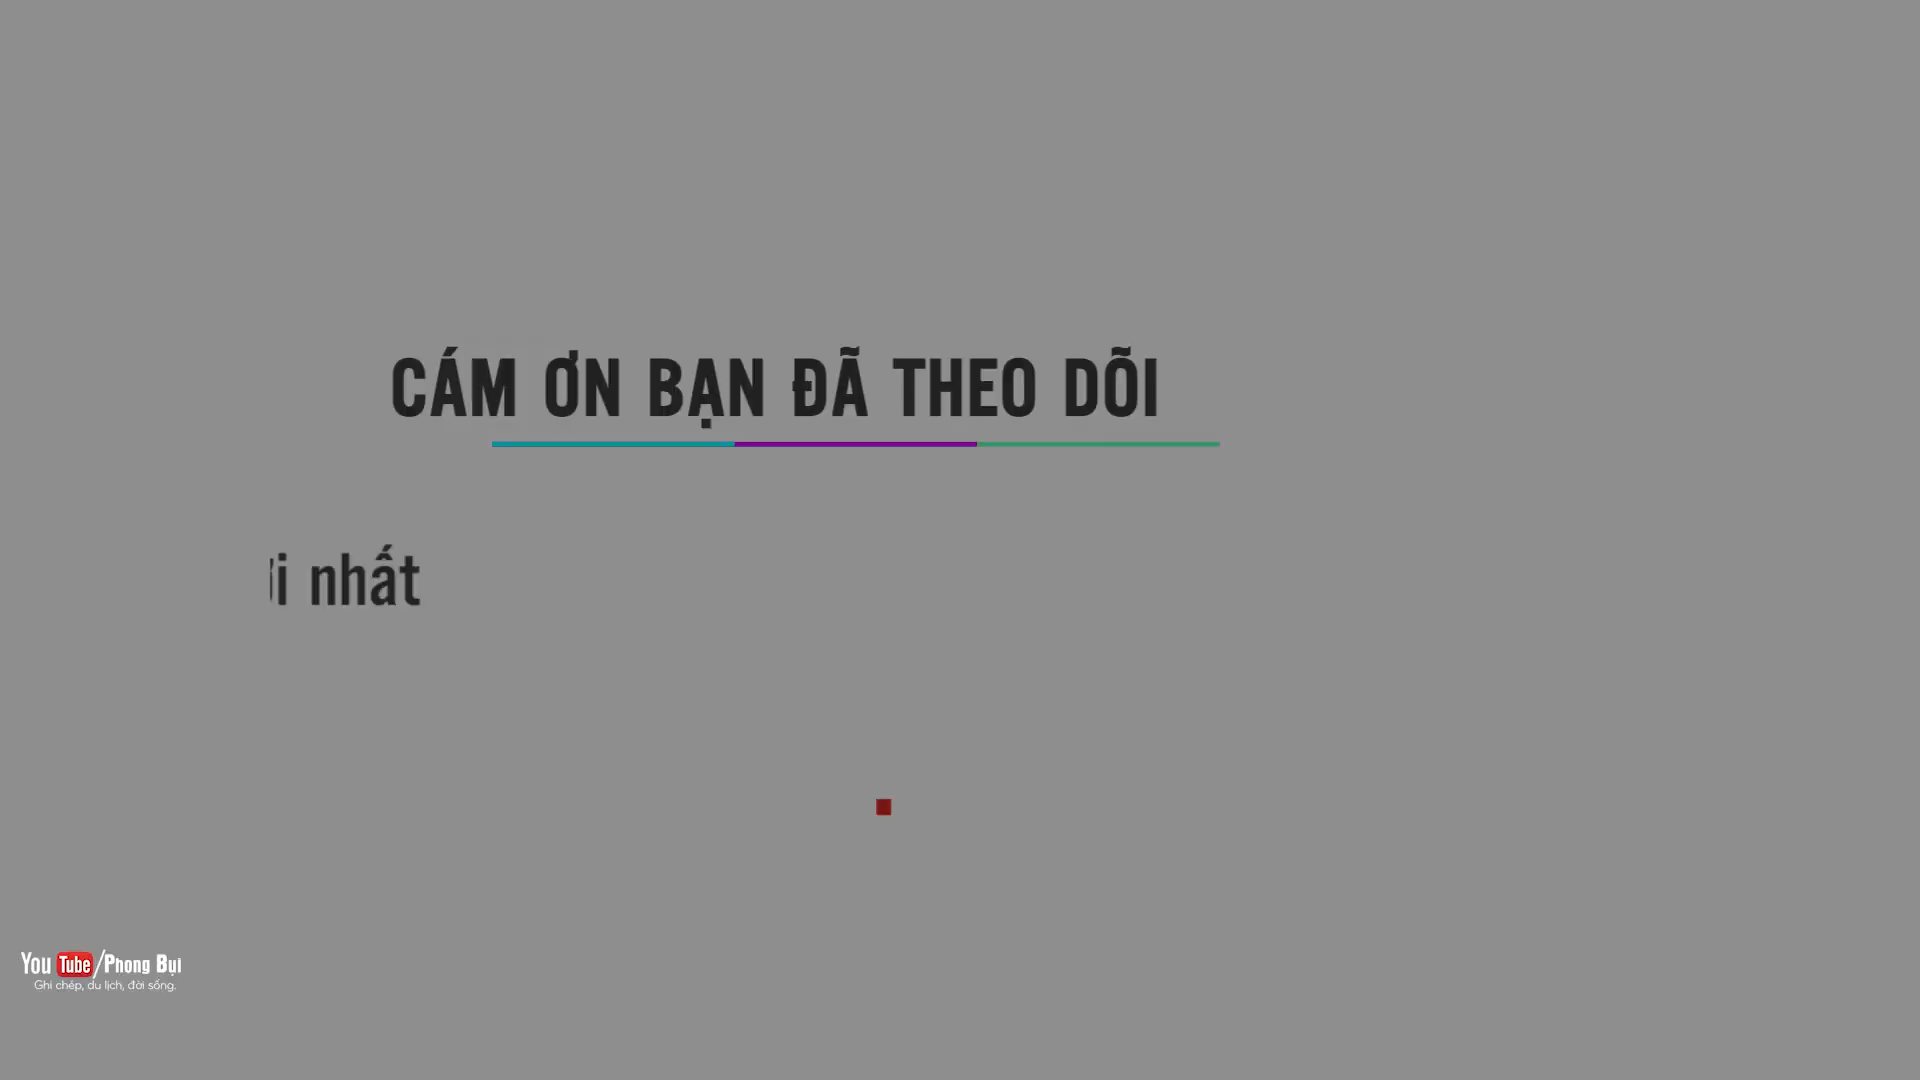 CÁM ƠN BẠN ĐÃ THEO DÕI
nhất
YouTube/Phong Bụi
Ghi chép, du lịch, đời sống.